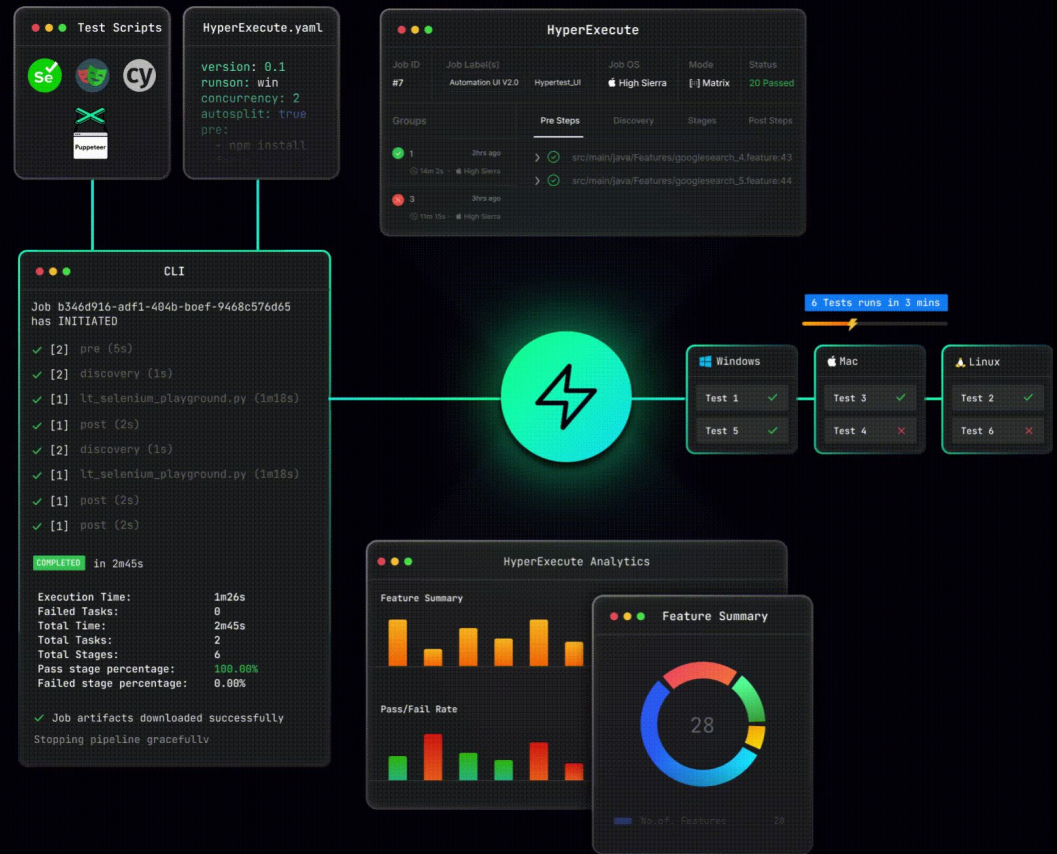 Test Scripts
Se
cy
Puppeteer
HyperExecute.yaml
version: 0.1
runson: win
concurrency: 2
autosplit: true
pre:
- npm install
HyperExecute
Job ID Job Label(s) Job OS Mode Status
#7 Automation UI V2.0 Hypertest_UI High Sierra [::] Matrix 20 Passed
Groups Pre Steps Discovery Stages Post Steps
1 3hrs ago
14m 2s - High Sierra
3 3hrs ago
11m 15s - High Sierra
src/main/java/Features/googlesearch_4.feature:43
src/main/java/Features/googlesearch_5.feature:44
CLI
Job b346d916-adf1-404b-boef-9468c576d65
has INITIATED
[2] pre (5s)
[2] discovery (1s)
[1] lt_selenium_playground.py (1m18s)
[1] post (2s)
[2] discovery (1s)
[1] lt_selenium_playground.py (1m18s)
[1] post (2s)
[1] post (2s)
COMPLETED in 2m45s
Execution Time: 1m26s
Failed Tasks: 0
Total Time: 2m45s
Total Tasks: 2
Total Stages: 6
Pass stage percentage: 100.00%
Failed stage percentage: 0.00%
Job artifacts downloaded successfully
Stopping pipeline gracefully
6 Tests runs in 3 mins
Windows
Test 1
Test 5
Mac
Test 3
Test 4
Linux
Test 2
Test 6
HyperExecute Analytics
Feature Summary
Pass/Fail Rate
Feature Summary
28
No.of. Features 20